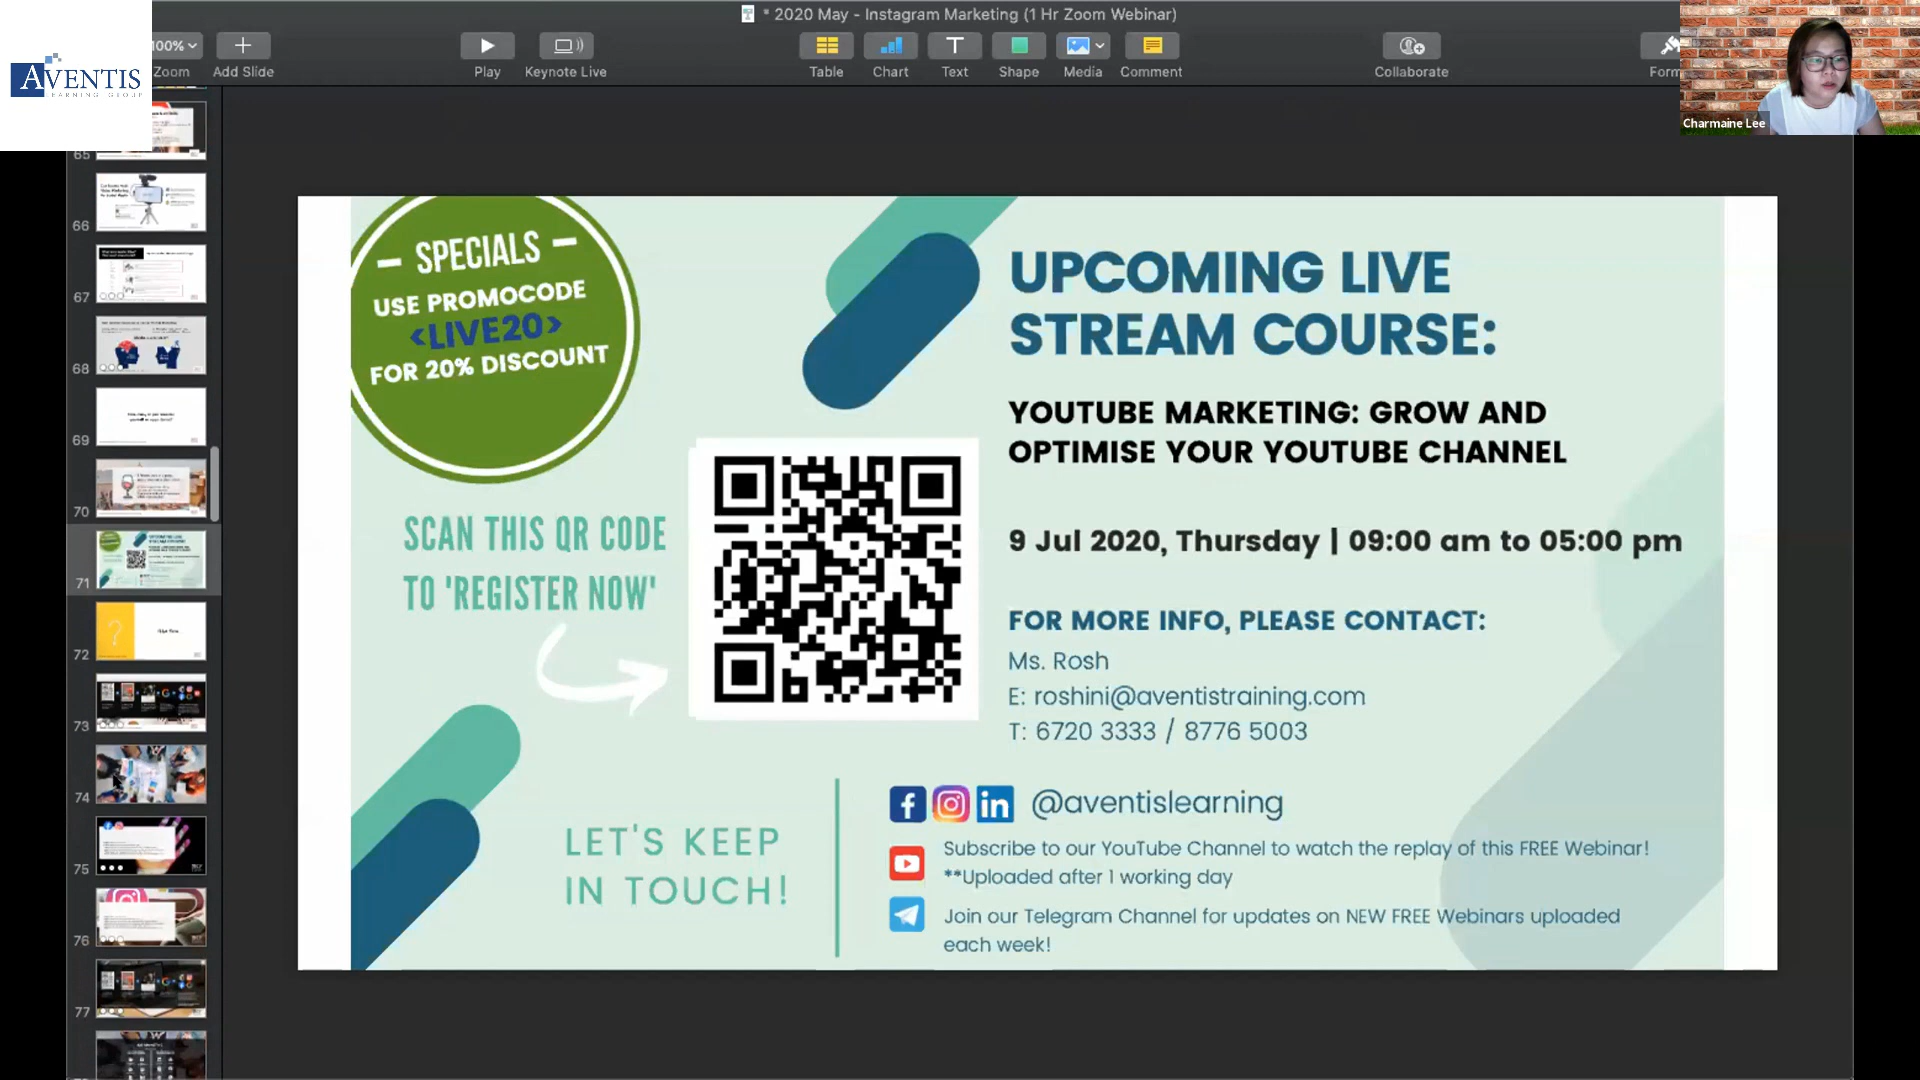 * 2020 May - Instagram Marketing (1 Hr Zoom Webinar)
100%
Zoom
Add Slide
Play
Keynote Live
Table
Chart
Text
Shape
Media
Comment
Collaborate
Form
AVENTIS
LEARNING GROUP
Charmaine Lee
65
66
67
68
69
70
71
72
73
74
75
76
77
SPECIALS
USE PROMOCODE
<LIVE20>
FOR 20% DISCOUNT
SCAN THIS QR CODE
TO 'REGISTER NOW'
UPCOMING LIVE
STREAM COURSE:
YOUTUBE MARKETING: GROW AND
OPTIMISE YOUR YOUTUBE CHANNEL
9 Jul 2020, Thursday | 09:00 am to 05:00 pm
FOR MORE INFO, PLEASE CONTACT:
Ms. Rosh
E: roshini@aventistraining.com
T: 6720 3333 / 8776 5003
LET'S KEEP
IN TOUCH!
@aventislearning
Subscribe to our YouTube Channel to watch the replay of this FREE Webinar!
**Uploaded after 1 working day
Join our Telegram Channel for updates on NEW FREE Webinars uploaded
each week!